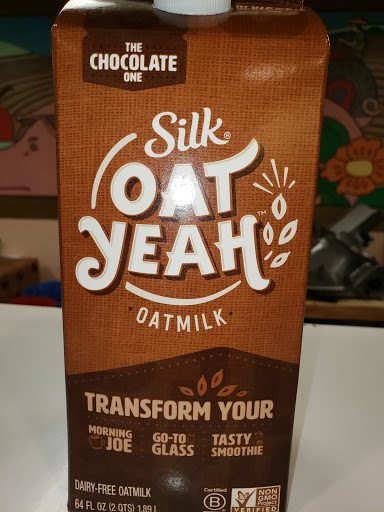 THE
CHOCOLATE
ONE
Silk®
OAT
YEAH™
OATMILK
TRANSFORM YOUR
MORNING JOE
GO-TO GLASS
TASTY SMOOTHIE
DAIRY-FREE OATMILK
64 FL OZ (2 QTS) 1.89 L
Certified
B
NON
GMO
Project
VERIFIED